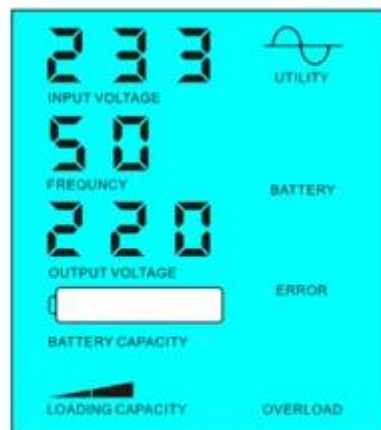 233
UTILITY
INPUT VOLTAGE
50
FREQUNCY
BATTERY
220
OUTPUT VOLTAGE
ERROR
BATTERY CAPACITY
LOADING CAPACITY
OVERLOAD